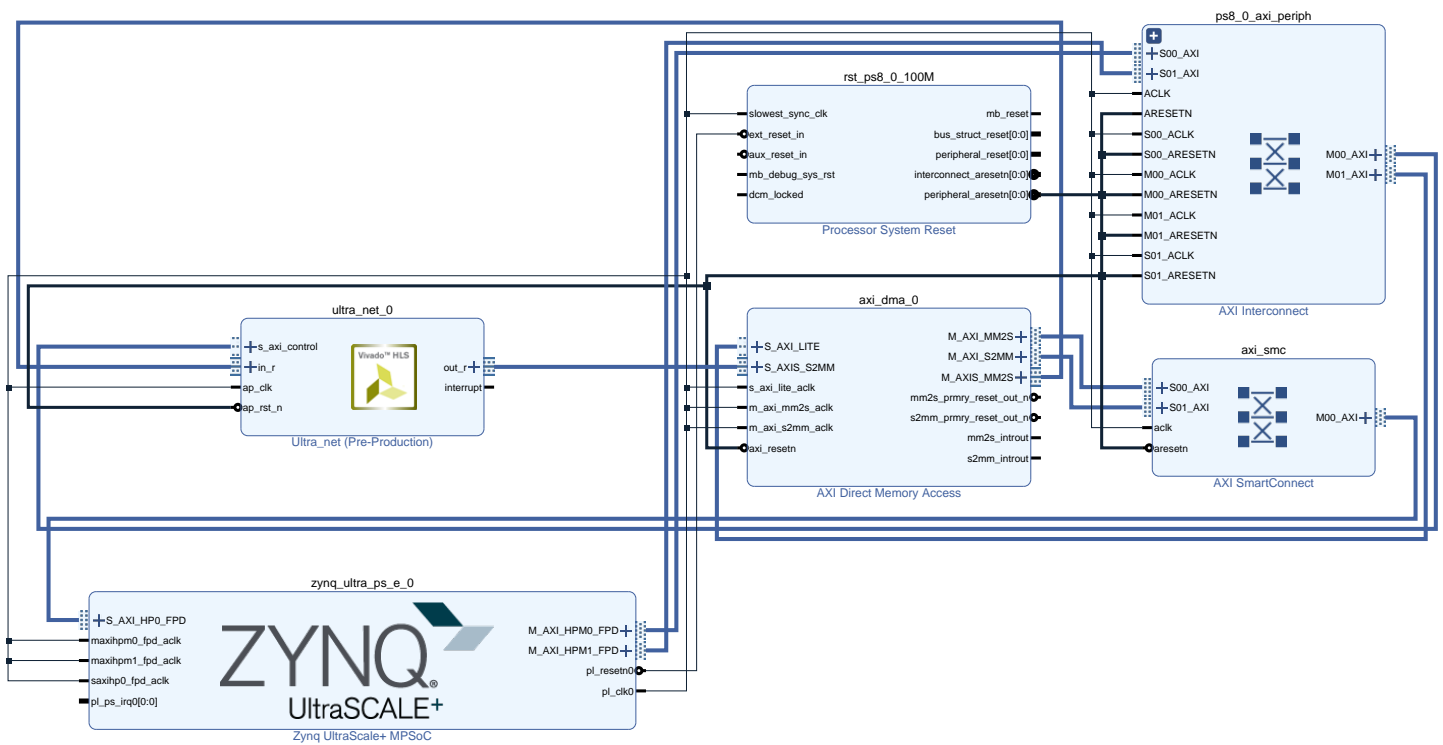 ps8_0_axi_periph
S00_AXI
S01_AXI
ACLK
ARESETN
S00_ACLK
S00_ARESETN
M00_ACLK
M00_ARESETN
M01_ACLK
M01_ARESETN
S01_ACLK
S01_ARESETN
M00_AXI
M01_AXI
AXI Interconnect
rst_ps8_0_100M
slowest_sync_clk
ext_reset_in
aux_reset_in
mb_debug_sys_rst
dcm_locked
mb_reset
bus_struct_reset[0:0]
peripheral_reset[0:0]
interconnect_aresetn[0:0]
peripheral_aresetn[0:0]
Processor System Reset
ultra_net_0
s_axi_control
in_r
ap_clk
ap_rst_n
Vivado™ HLS
out_r
interrupt
Ultra_net (Pre-Production)
axi_dma_0
S_AXI_LITE
S_AXIS_S2MM
s_axi_lite_aclk
m_axi_mm2s_aclk
m_axi_s2mm_aclk
axi_resetn
M_AXI_MM2S
M_AXI_S2MM
M_AXIS_MM2S
mm2s_prmry_reset_out_n
s2mm_prmry_reset_out_n
mm2s_introut
s2mm_introut
AXI Direct Memory Access
axi_smc
S00_AXI
S01_AXI
aclk
aresetn
M00_AXI
AXI SmartConnect
zynq_ultra_ps_e_0
S_AXI_HP0_FPD
maxihpm0_fpd_aclk
maxihpm1_fpd_aclk
saxihp0_fpd_aclk
pl_ps_irq0[0:0]
ZYNQ®
UltraSCALE+
M_AXI_HPM0_FPD
M_AXI_HPM1_FPD
pl_resetn0
pl_clk0
Zynq UltraScale+ MPSoC